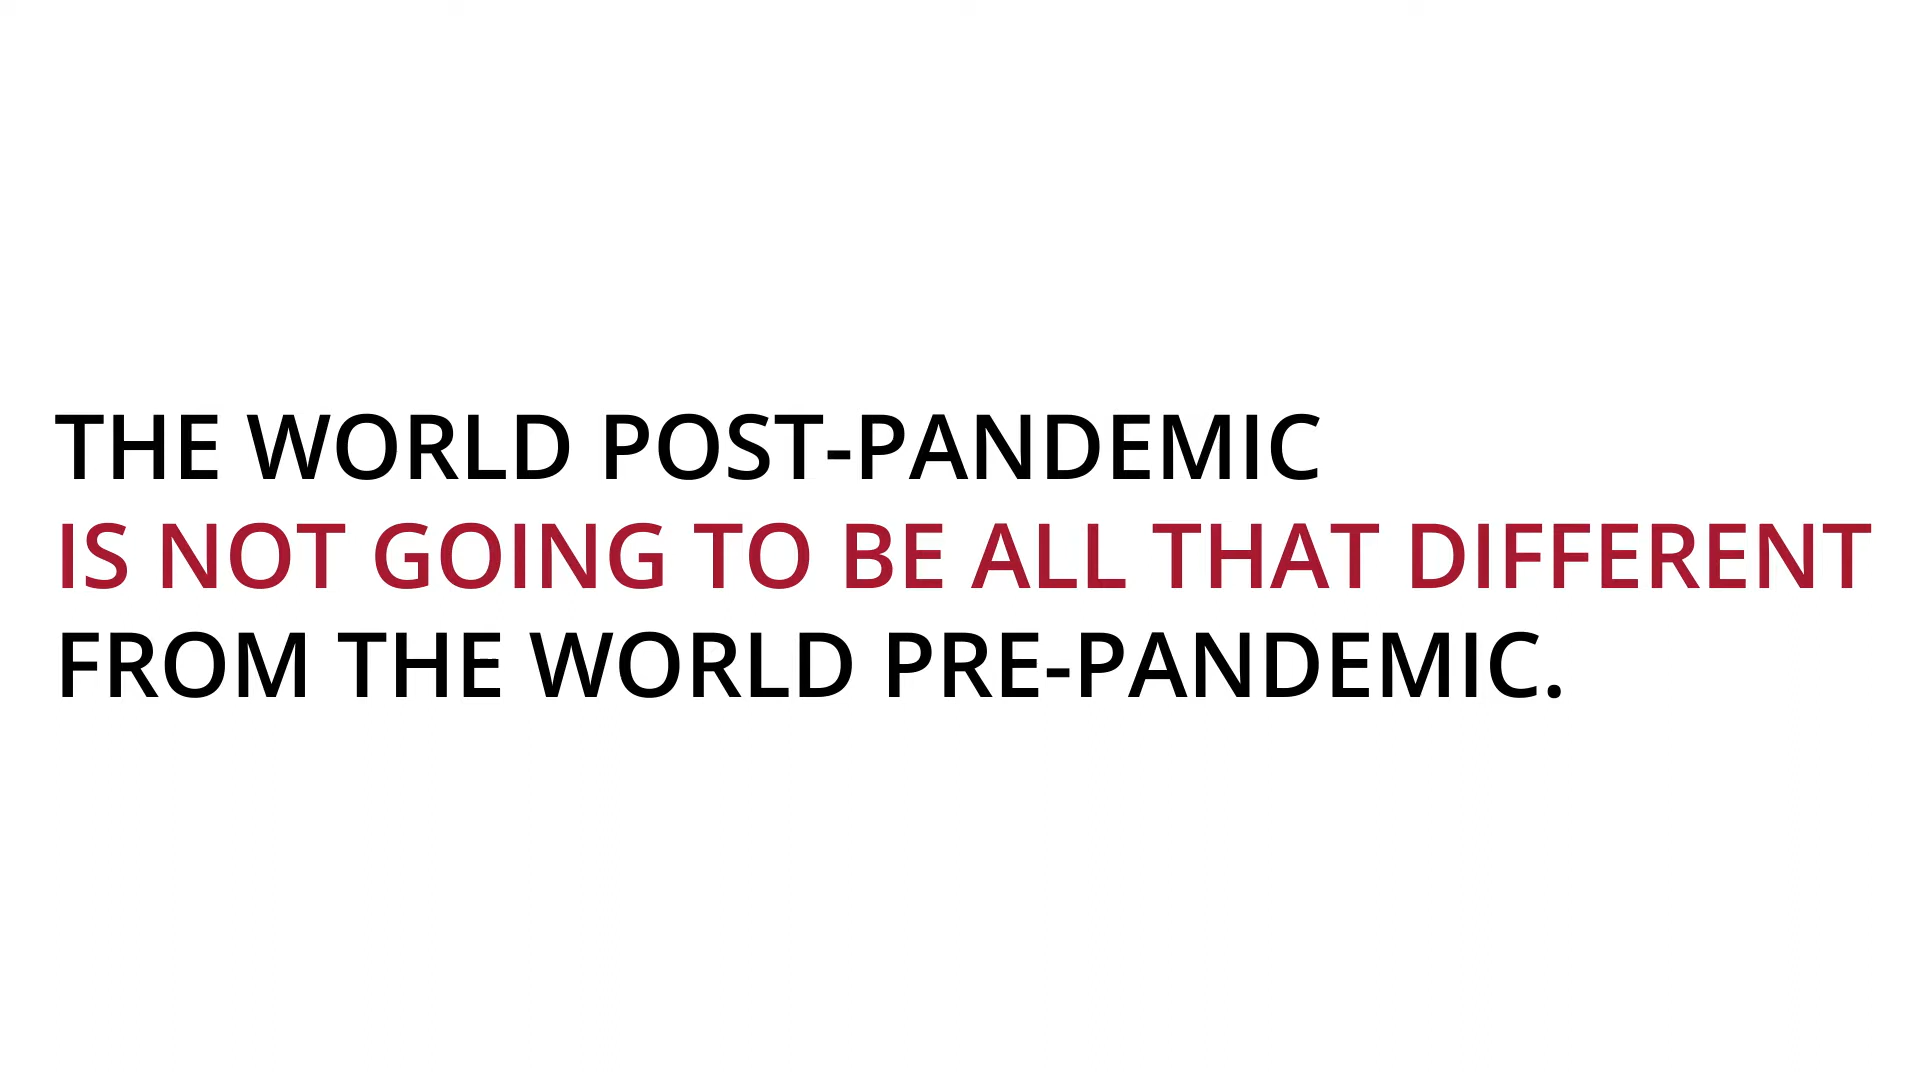 THE WORLD POST-PANDEMIC
IS NOT GOING TO BE ALL THAT DIFFERENT
FROM THE WORLD PRE-PANDEMIC.